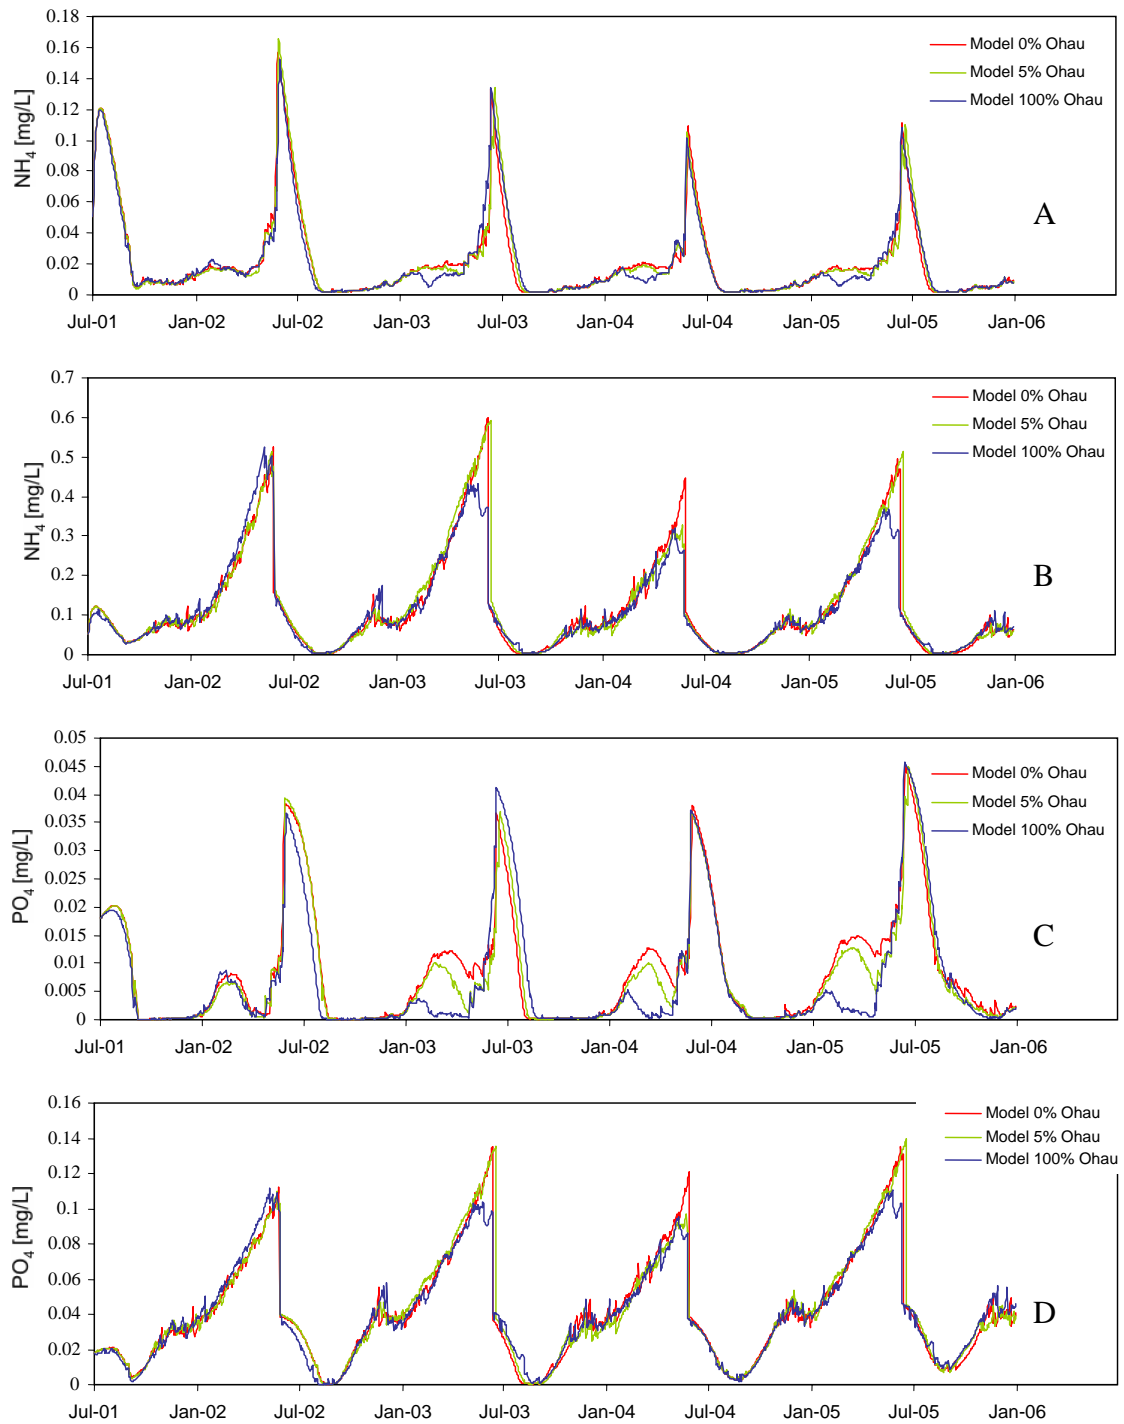 0.18
0.16
0.14
0.12
0.1
0.08
0.06
0.04
0.02
0
NH4 [mg/L]
Model 0% Ohau
Model 5% Ohau
Model 100% Ohau
A
Jul-01 Jan-02 Jul-02 Jan-03 Jul-03 Jan-04 Jul-04 Jan-05 Jul-05 Jan-06
0.7
0.6
0.5
0.4
0.3
0.2
0.1
0
NH4 [mg/L]
Model 0% Ohau
Model 5% Ohau
Model 100% Ohau
B
Jul-01 Jan-02 Jul-02 Jan-03 Jul-03 Jan-04 Jul-04 Jan-05 Jul-05 Jan-06
0.05
0.045
0.04
0.035
0.03
0.025
0.02
0.015
0.01
0.005
0
PO4 [mg/L]
Model 0% Ohau
Model 5% Ohau
Model 100% Ohau
C
Jul-01 Jan-02 Jul-02 Jan-03 Jul-03 Jan-04 Jul-04 Jan-05 Jul-05 Jan-06
0.16
0.14
0.12
0.1
0.08
0.06
0.04
0.02
0
PO4 [mg/L]
Model 0% Ohau
Model 5% Ohau
Model 100% Ohau
D
Jul-01 Jan-02 Jul-02 Jan-03 Jul-03 Jan-04 Jul-04 Jan-05 Jul-05 Jan-06